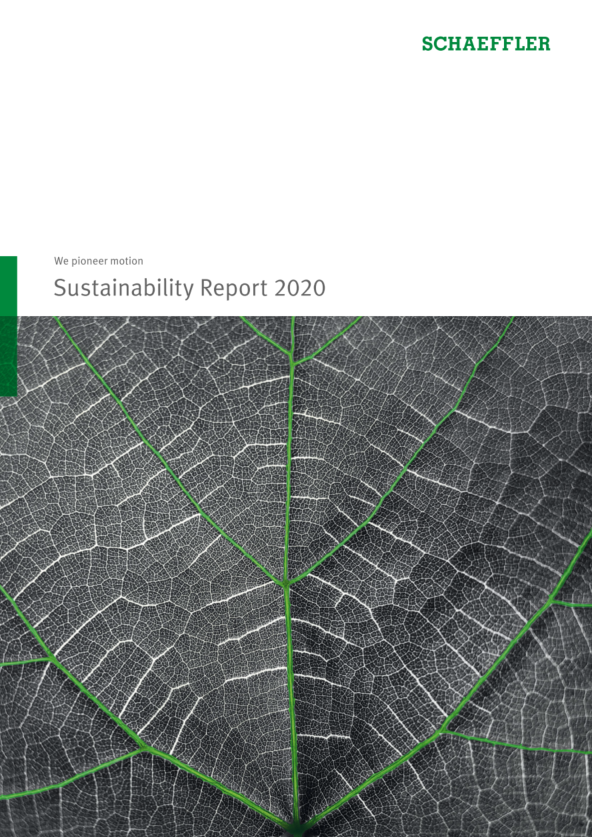 SCHAEFFLER
We pioneer motion
Sustainability Report 2020